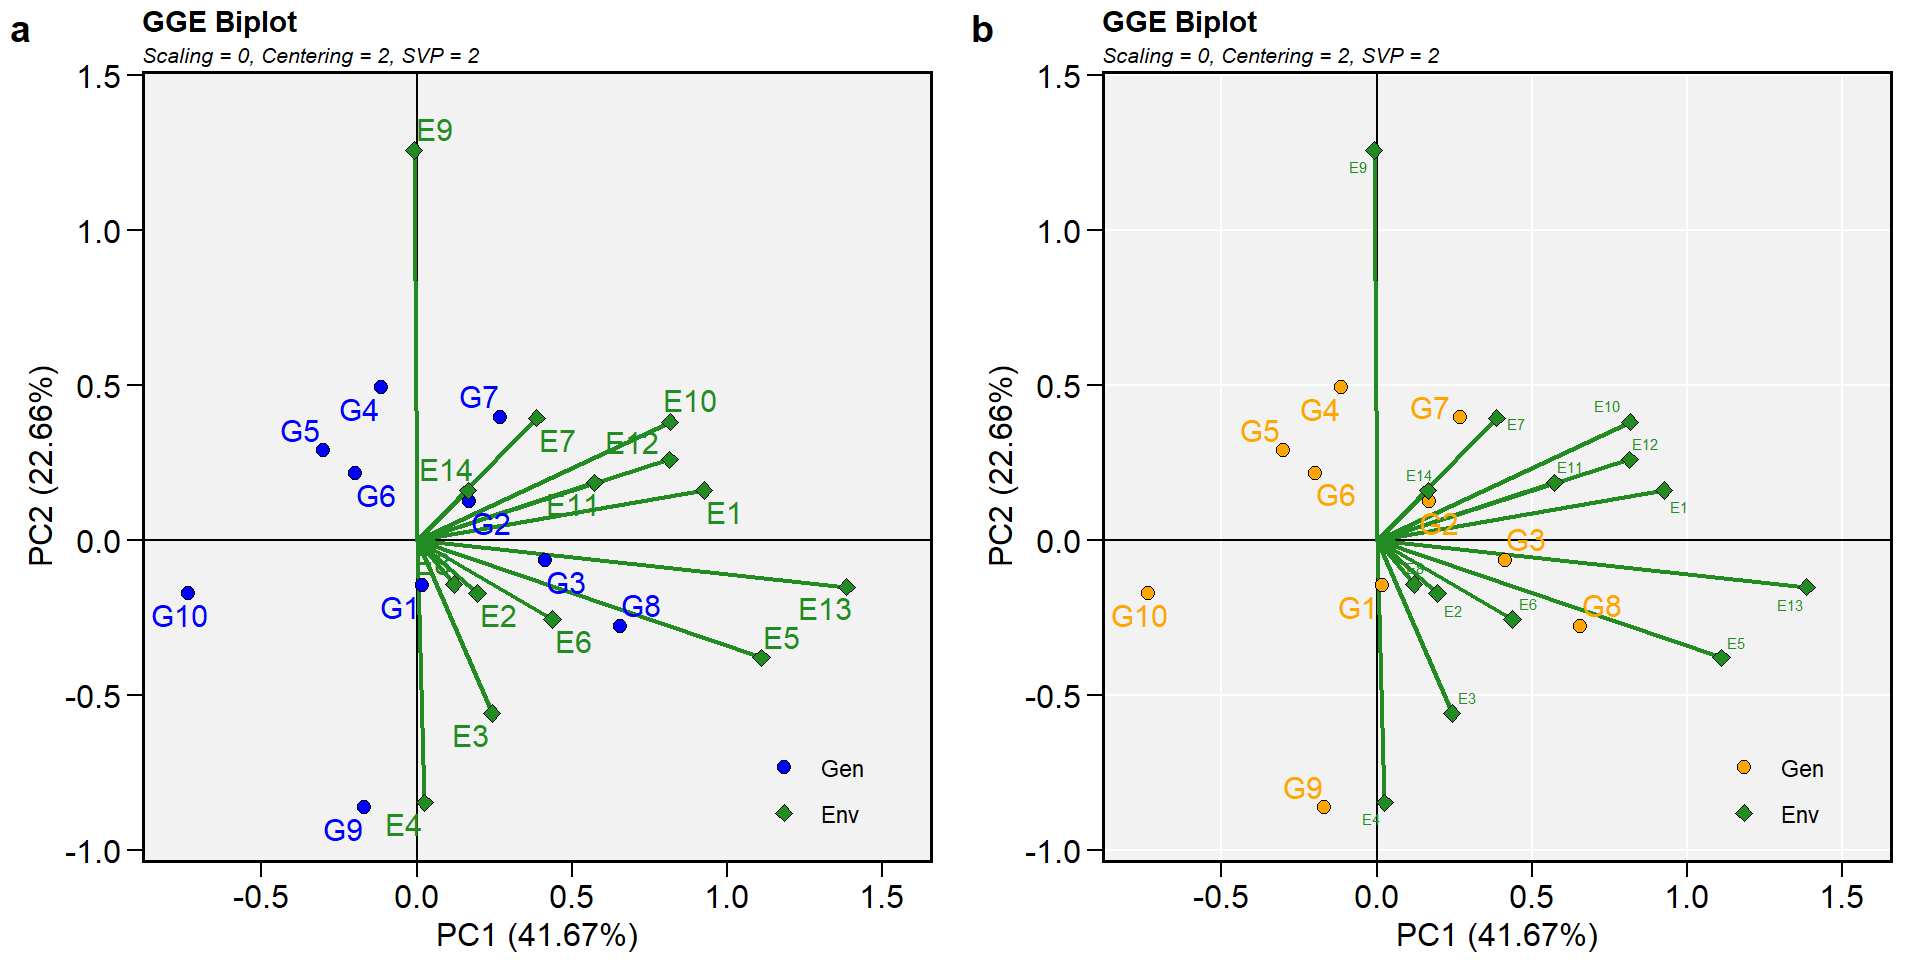 a
GGE Biplot
Scaling = 0, Centering = 2, SVP = 2
1.5
1.0
0.5
0.0
-0.5
-1.0
PC2 (22.66%)
E9
G7
E10
G4
G5
E7
E12
E14
G6
E11
E1
G2
G3
G1
G8
G10
E2
E13
E6
E5
E3
G9
E4
Gen
Env
-0.5
0.0
0.5
1.0
1.5
PC1 (41.67%)
b
GGE Biplot
Scaling = 0, Centering = 2, SVP = 2
1.5
1.0
0.5
0.0
-0.5
-1.0
PC2 (22.66%)
E9
G4
G7
E10
E7
G5
E12
E11
E14
G6
E1
G2
G3
E8
G1
G10
E2
E6
G8
E13
E5
E3
G9
E4
Gen
Env
-0.5
0.0
0.5
1.0
1.5
PC1 (41.67%)